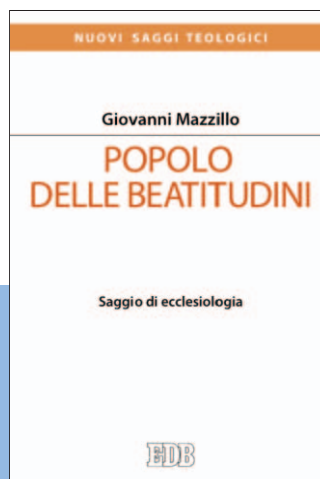 NUOVI SAGGI TEOLOGICI
Giovanni Mazzillo
POPOLO
DELLE BEATITUDINI
Saggio di ecclesiologia
EDB